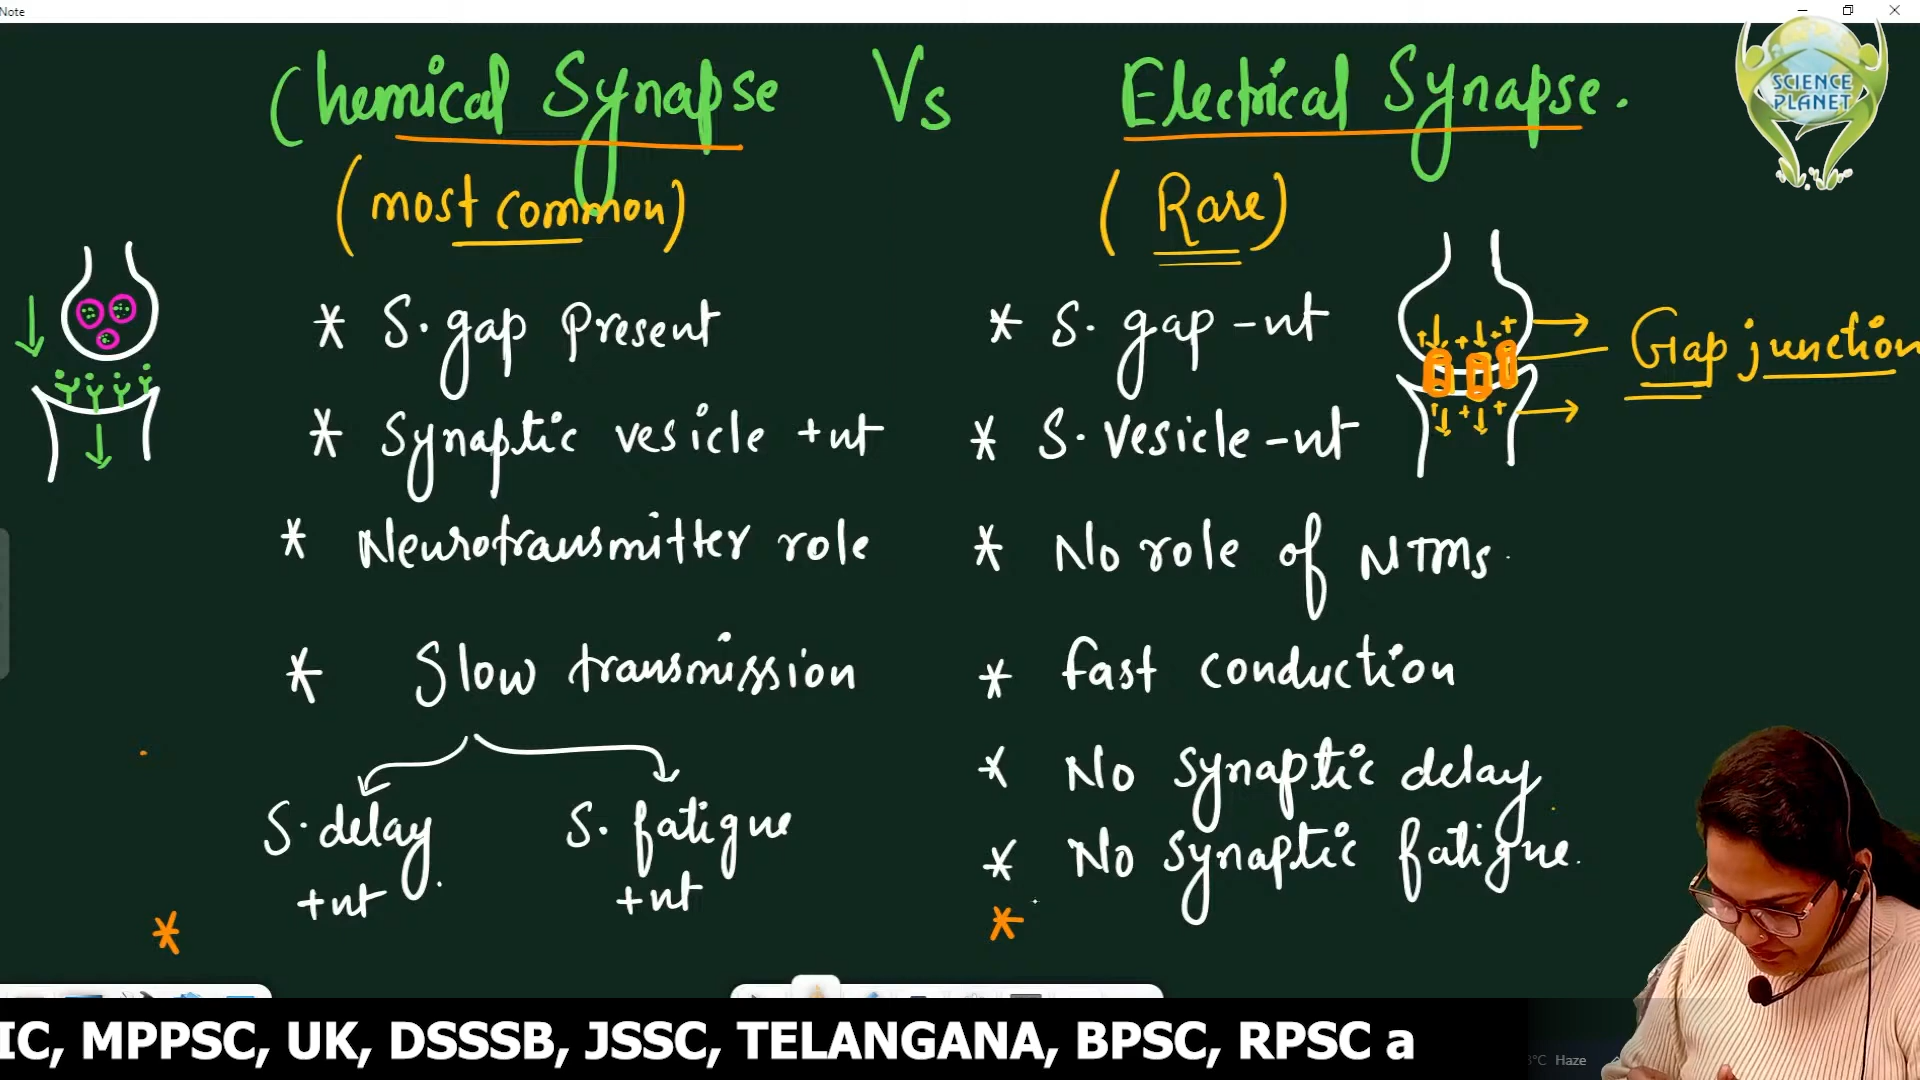 Note
Chemical Synapse Vs Electrical Synapse.
SCIENCE
PLANET
(most common)
(Rare)
* S. gap present
* S. gap -nt
Gap junction
* Synaptic vesicle +nt
* S. vesicle -nt
* Neurotransmitter role
* No role of NTMs.
* Slow transmission
* fast conduction
S. delay
+nt
S. fatigue
+nt
* No synaptic delay
* No synaptic fatigue.
*
*
IC, MPPSC, UK, DSSSB, JSSC, TELANGANA, BPSC, RPSC a
°C Haze